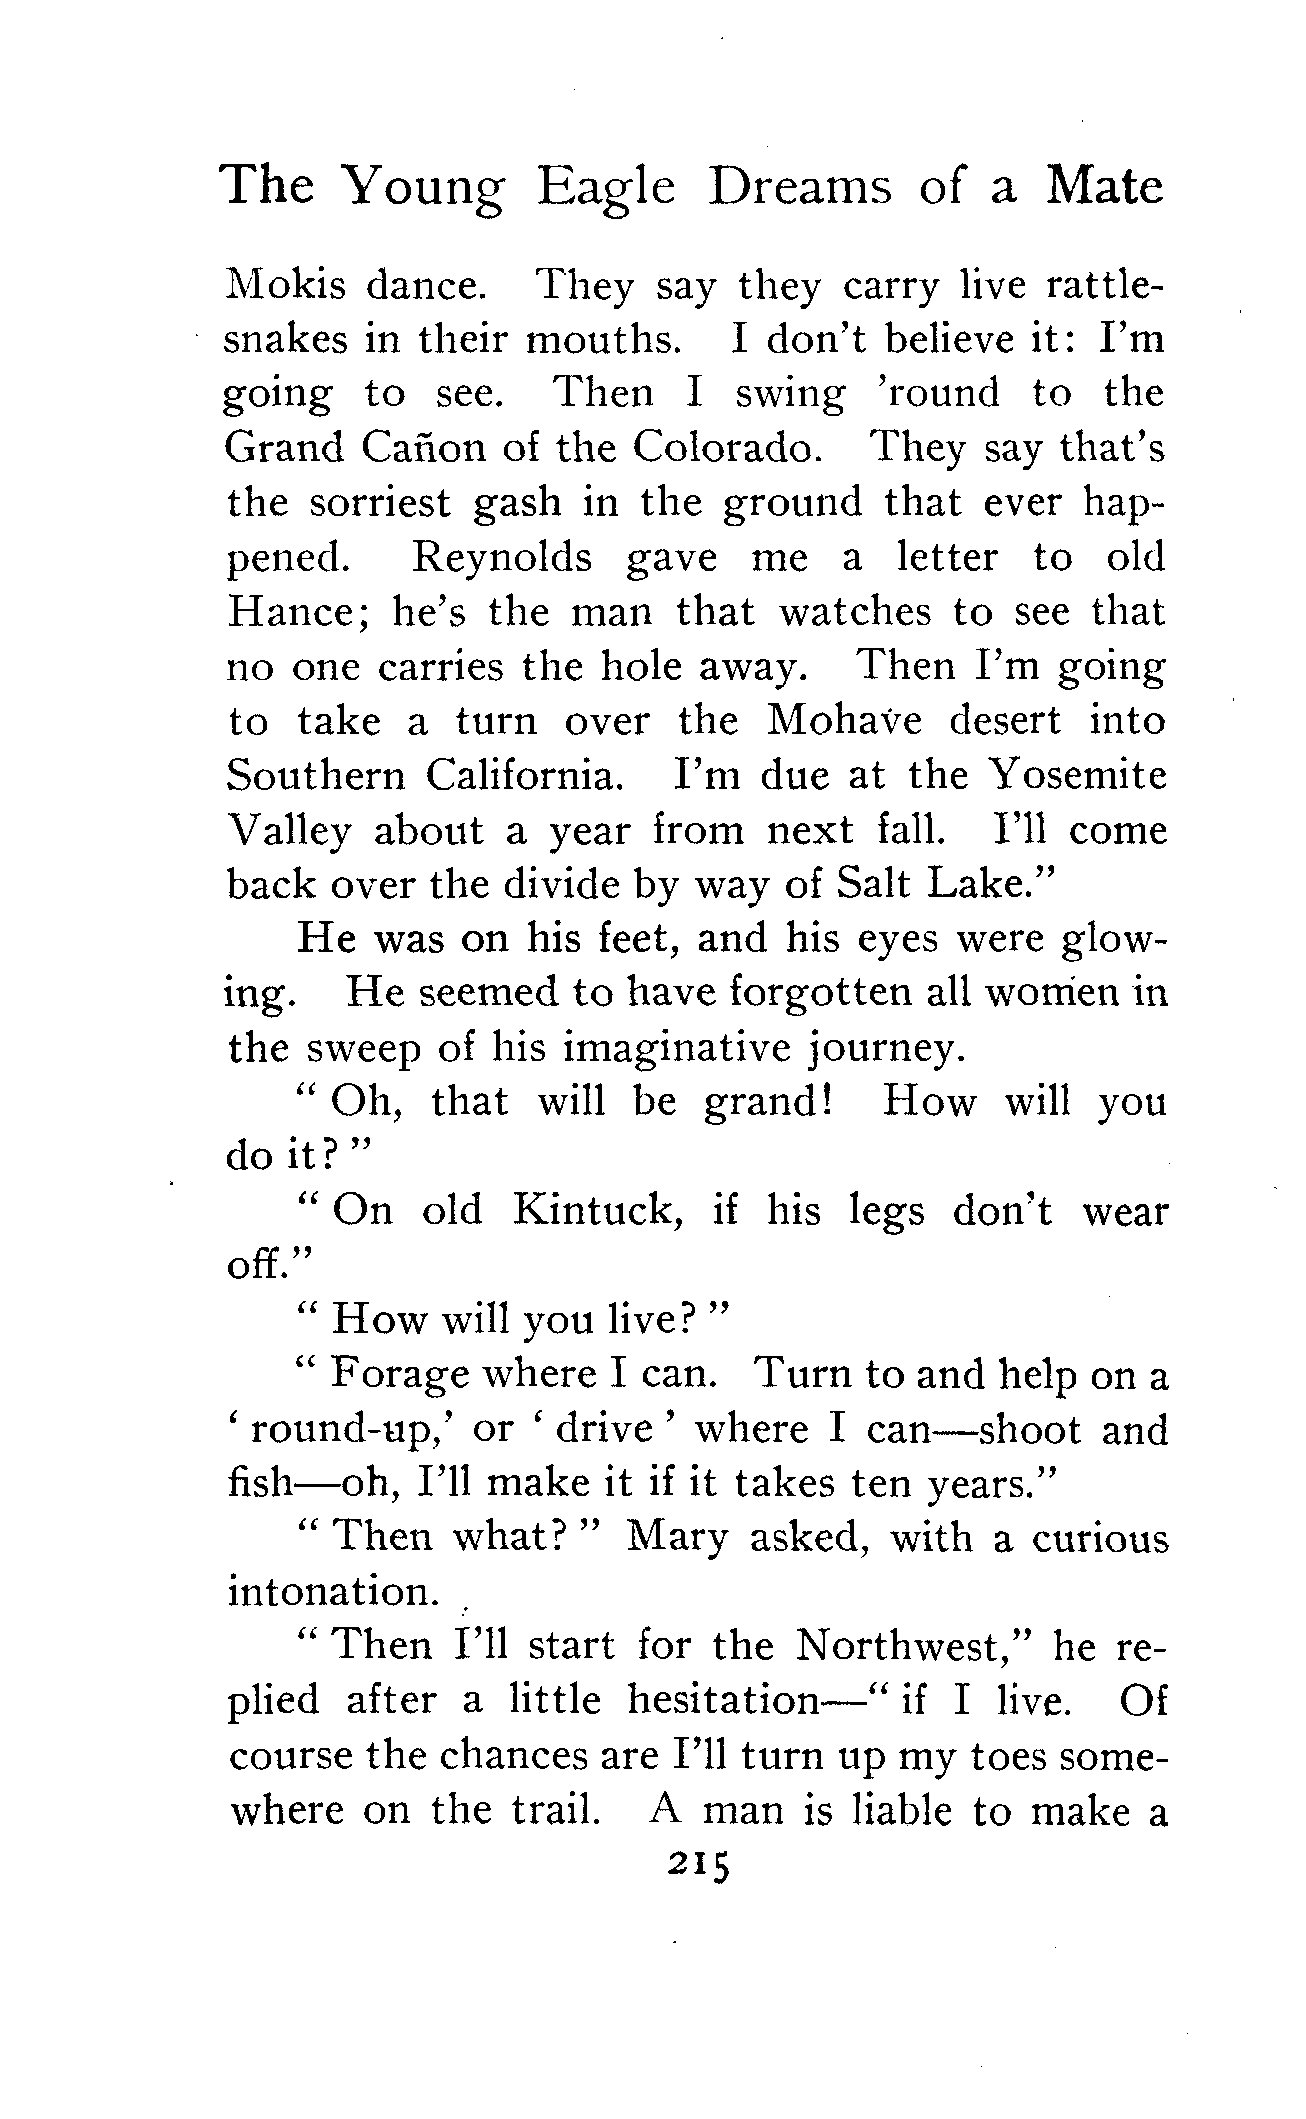 The Young Eagle Dreams of a Mate
Mokis dance. They say they carry live rattle-
snakes in their mouths. I don't believe it: I'm
going to see. Then I swing 'round to the
Grand Cañon of the Colorado. They say that's
the sorriest gash in the ground that ever hap-
pened. Reynolds gave me a letter to old
Hance; he's the man that watches to see that
no one carries the hole away. Then I'm going
to take a turn over the Mohave desert into
Southern California. I'm due at the Yosemite
Valley about a year from next fall. I'll come
back over the divide by way of Salt Lake."
He was on his feet, and his eyes were glow-
ing. He seemed to have forgotten all women in
the sweep of his imaginative journey.
" Oh, that will be grand! How will you
do it? "
" On old Kintuck, if his legs don't wear
off."
" How will you live? "
" Forage where I can. Turn to and help on a
' round-up,' or ' drive ' where I can—shoot and
fish—oh, I'll make it if it takes ten years."
" Then what? " Mary asked, with a curious
intonation.
" Then I'll start for the Northwest," he re-
plied after a little hesitation—" if I live. Of
course the chances are I'll turn up my toes some-
where on the trail. A man is liable to make a
215